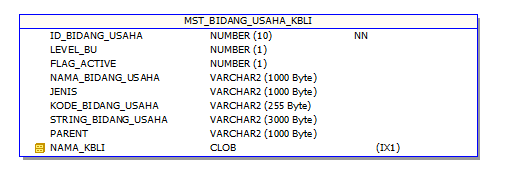 MST_BIDANG_USAHA_KBLI
ID_BIDANG_USAHA NUMBER (10) NN
LEVEL_BU NUMBER (1)
FLAG_ACTIVE NUMBER (1)
NAMA_BIDANG_USAHA VARCHAR2 (1000 Byte)
JENIS VARCHAR2 (1000 Byte)
KODE_BIDANG_USAHA VARCHAR2 (255 Byte)
STRING_BIDANG_USAHA VARCHAR2 (3000 Byte)
PARENT VARCHAR2 (1000 Byte)
NAMA_KBLI CLOB (IX1)